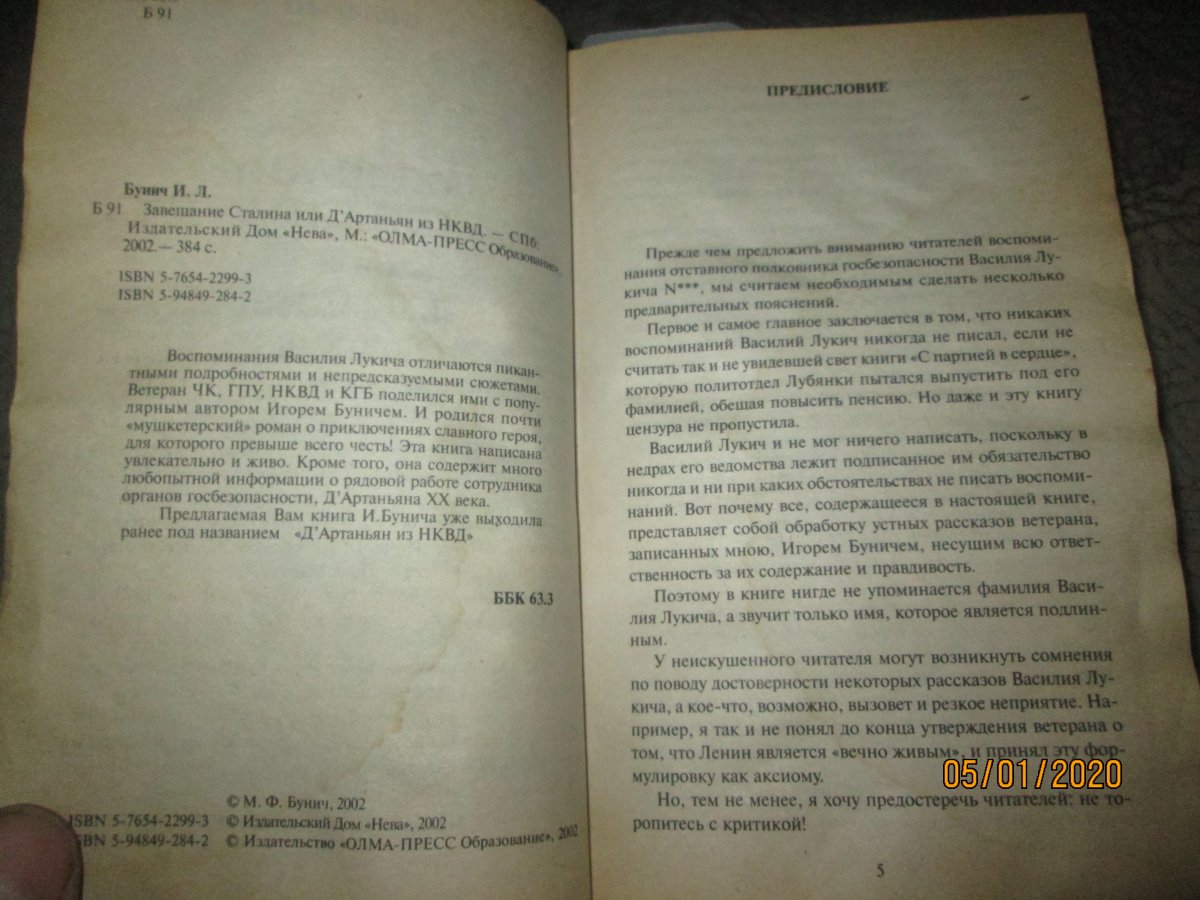 Б 91
Бунич И. Л.
Б 91 Завещание Сталина или Д'Артаньян из НКВД. — СПб:
Издательский Дом «Нева», М.: «ОЛМА-ПРЕСС Образование»,
2002.— 384 с.
ISBN 5-7654-2299-3
ISBN 5-94849-284-2
Воспоминания Василия Лукича отличаются пикан-
тными подробностями и непредсказуемыми сюжетами.
Ветеран ЧК, ГПУ, НКВД и КГБ поделился ими с попу-
лярным автором Игорем Буничем. И родился почти
«мушкетерский» роман о приключениях славного героя,
для которого превыше всего честь! Эта книга написана
увлекательно и живо. Кроме того, она содержит много
любопытной информации о рядовой работе сотрудника
органов госбезопасности, Д'Артаньяна XX века.
Предлагаемая Вам книга И.Бунича уже выходила
ранее под названием «Д'Артаньян из НКВД»
ББК 63.3
© М. Ф. Бунич, 2002
ISBN 5-7654-2299-3 © Издательский Дом «Нева», 2002
SBN 5-94849-284-2 © Издательство «ОЛМА-ПРЕСС Образование», 2002
ПРЕДИСЛОВИЕ
Прежде чем предложить вниманию читателей воспоми-
нания отставного полковника госбезопасности Василия Лу-
кича N***, мы считаем необходимым сделать несколько
предварительных пояснений.
Первое и самое главное заключается в том, что никаких
воспоминаний Василий Лукич никогда не писал, если не
считать так и не увидевшей свет книги «С партией в сердце»,
которую политотдел Лубянки пытался выпустить под его
фамилией, обещая повысить пенсию. Но даже и эту книгу
цензура не пропустила.
Василий Лукич и не мог ничего написать, поскольку в
недрах его ведомства лежит подписанное им обязательство
никогда и ни при каких обстоятельствах не писать воспоми-
наний. Вот почему все, содержащееся в настоящей книге,
представляет собой обработку устных рассказов ветерана,
записанных мною, Игорем Буничем, несущим всю ответ-
ственность за их содержание и правдивость.
Поэтому в книге нигде не упоминается фамилия Васи-
лия Лукича, а звучит только имя, которое является подлин-
ным.
У неискушенного читателя могут возникнуть сомнения
по поводу достоверности некоторых рассказов Василия Лу-
кича, а кое-что, возможно, вызовет и резкое неприятие. На-
пример, я так и не понял до конца утверждения ветерана о
том, что Ленин является «вечно живым», и принял эту фор-
мулировку как аксиому.
Но, тем не менее, я хочу предостеречь читателей: не то-
ропитесь с критикой!
5
05/01/2020